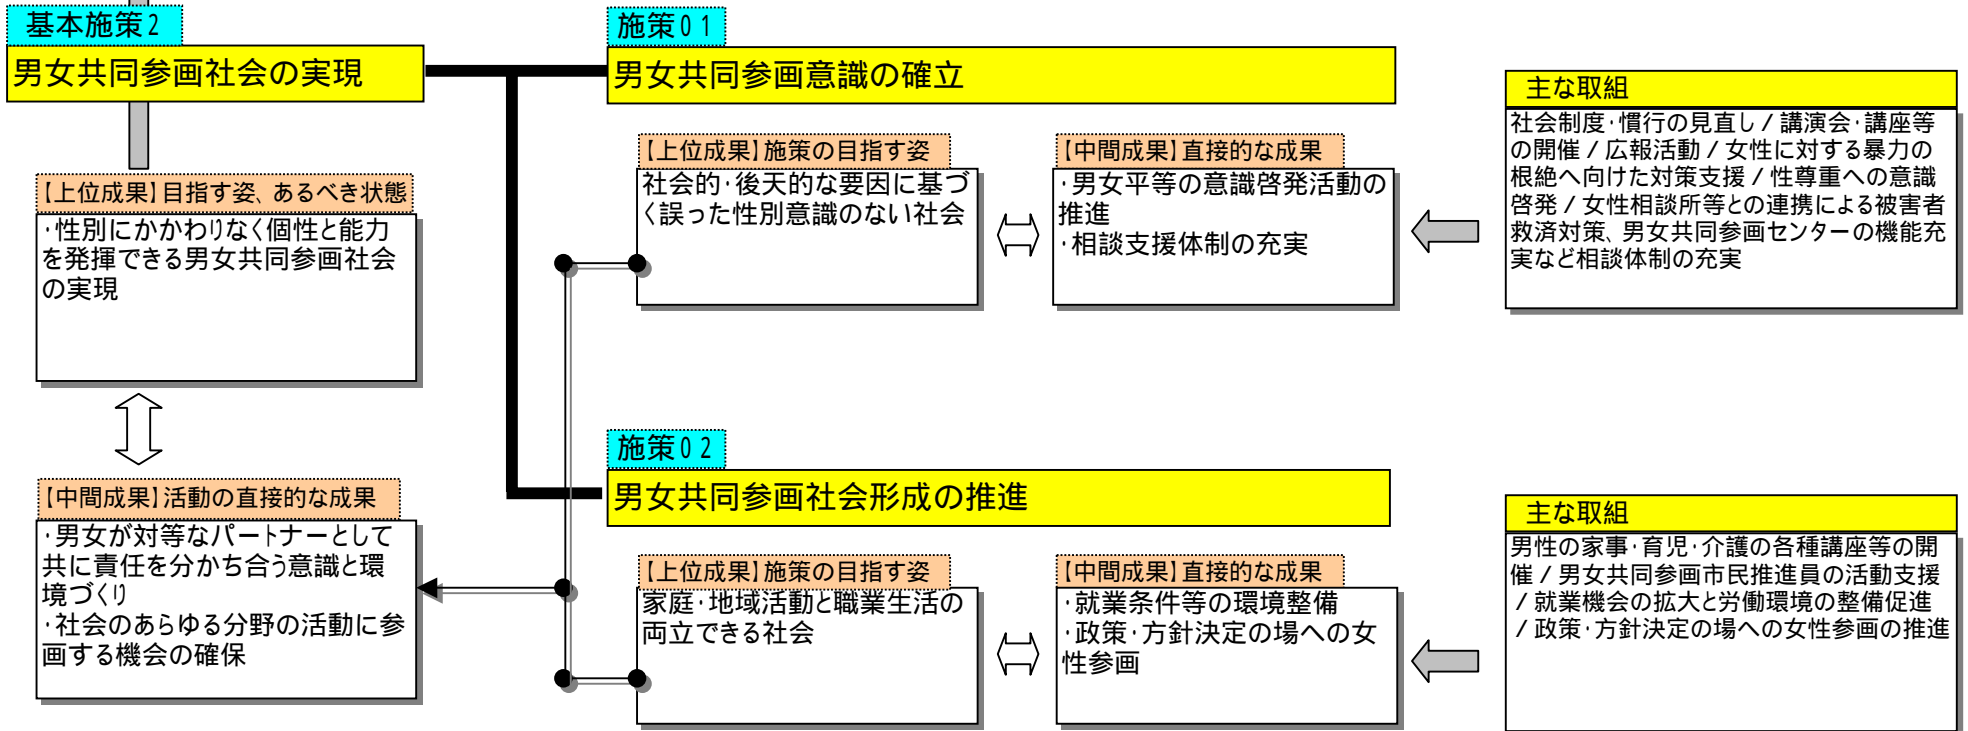 基本施策2
男女共同参画社会の実現
【上位成果】目指す姿、あるべき状態
・性別にかかわりなく個性と能力
を発揮できる男女共同参画社会
の実現
【中間成果】活動の直接的な成果
・男女が対等なパートナーとして
共に責任を分かち合う意識と環
境づくり
・社会のあらゆる分野の活動に参
画する機会の確保
施策01
男女共同参画意識の確立
【上位成果】施策の目指す姿
社会的・後天的な要因に基づ
く誤った性別意識のない社会
【中間成果】直接的な成果
・男女平等の意識啓発活動の
推進
・相談支援体制の充実
主な取組
社会制度・慣行の見直し/講演会・講座等
の開催/広報活動/女性に対する暴力の
根絶へ向けた対策支援/性尊重への意識
啓発/女性相談所等との連携による被害者
救済対策、男女共同参画センターの機能充
実など相談体制の充実
施策02
男女共同参画社会形成の推進
【上位成果】施策の目指す姿
家庭・地域活動と職業生活の
両立できる社会
【中間成果】直接的な成果
・就業条件等の環境整備
・政策・方針決定の場への女
性参画
主な取組
男性の家事・育児・介護の各種講座等の開
催/男女共同参画市民推進員の活動支援
/就業機会の拡大と労働環境の整備促進
/政策・方針決定の場への女性参画の推進